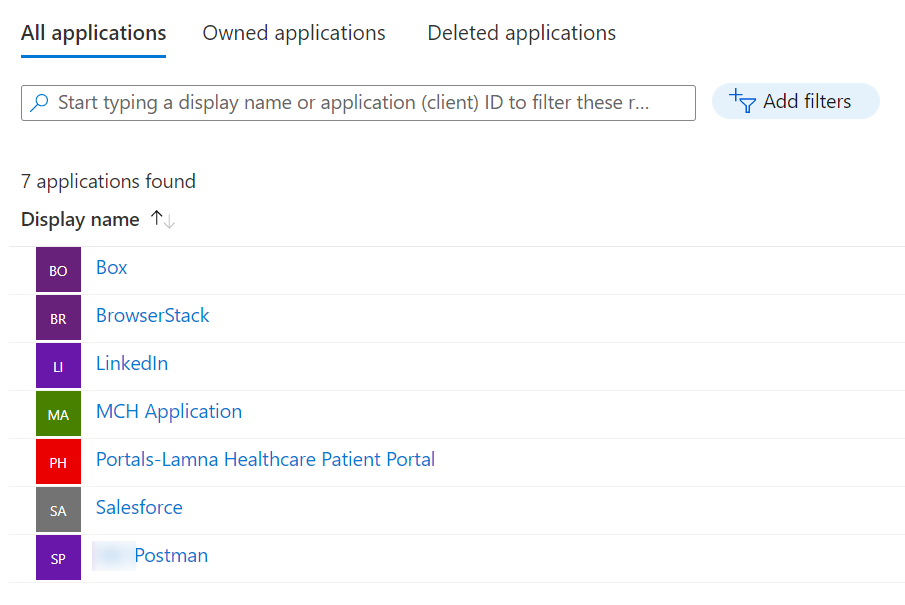 All applications Owned applications Deleted applications
Start typing a display name or application (client) ID to filter these r... Add filters
7 applications found
Display name ↑↓
BO Box
BR BrowserStack
LI LinkedIn
MA MCH Application
PH Portals-Lamna Healthcare Patient Portal
SA Salesforce
SP Postman